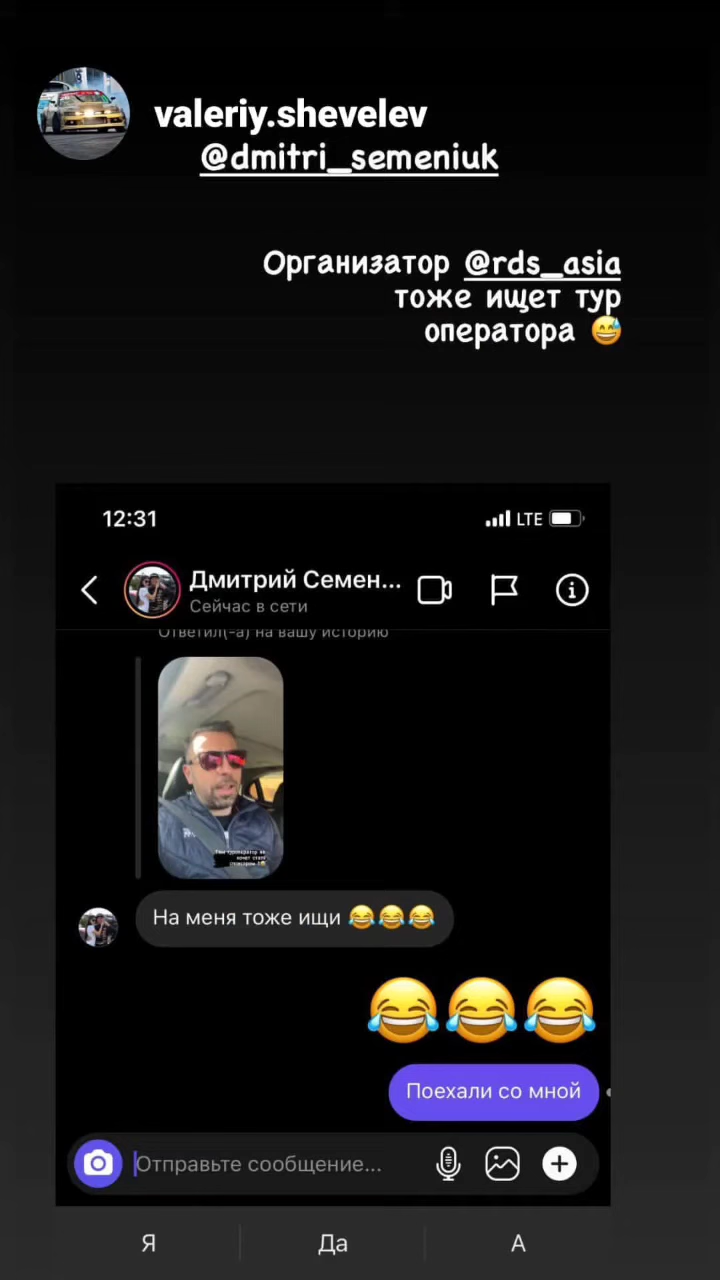 valeriy.shevelev
@dmitri_semeniuk
Организатор @rds_asia
тоже ищет тур
оператора 😅
12:31
LTE
Дмитрий Семен...
Сейчас в сети
Ответил(-а) на вашу историю
На меня тоже ищи 😂😂😂
😂😂😂
Поехали со мной
Отправьте сообщение...
Я Да А